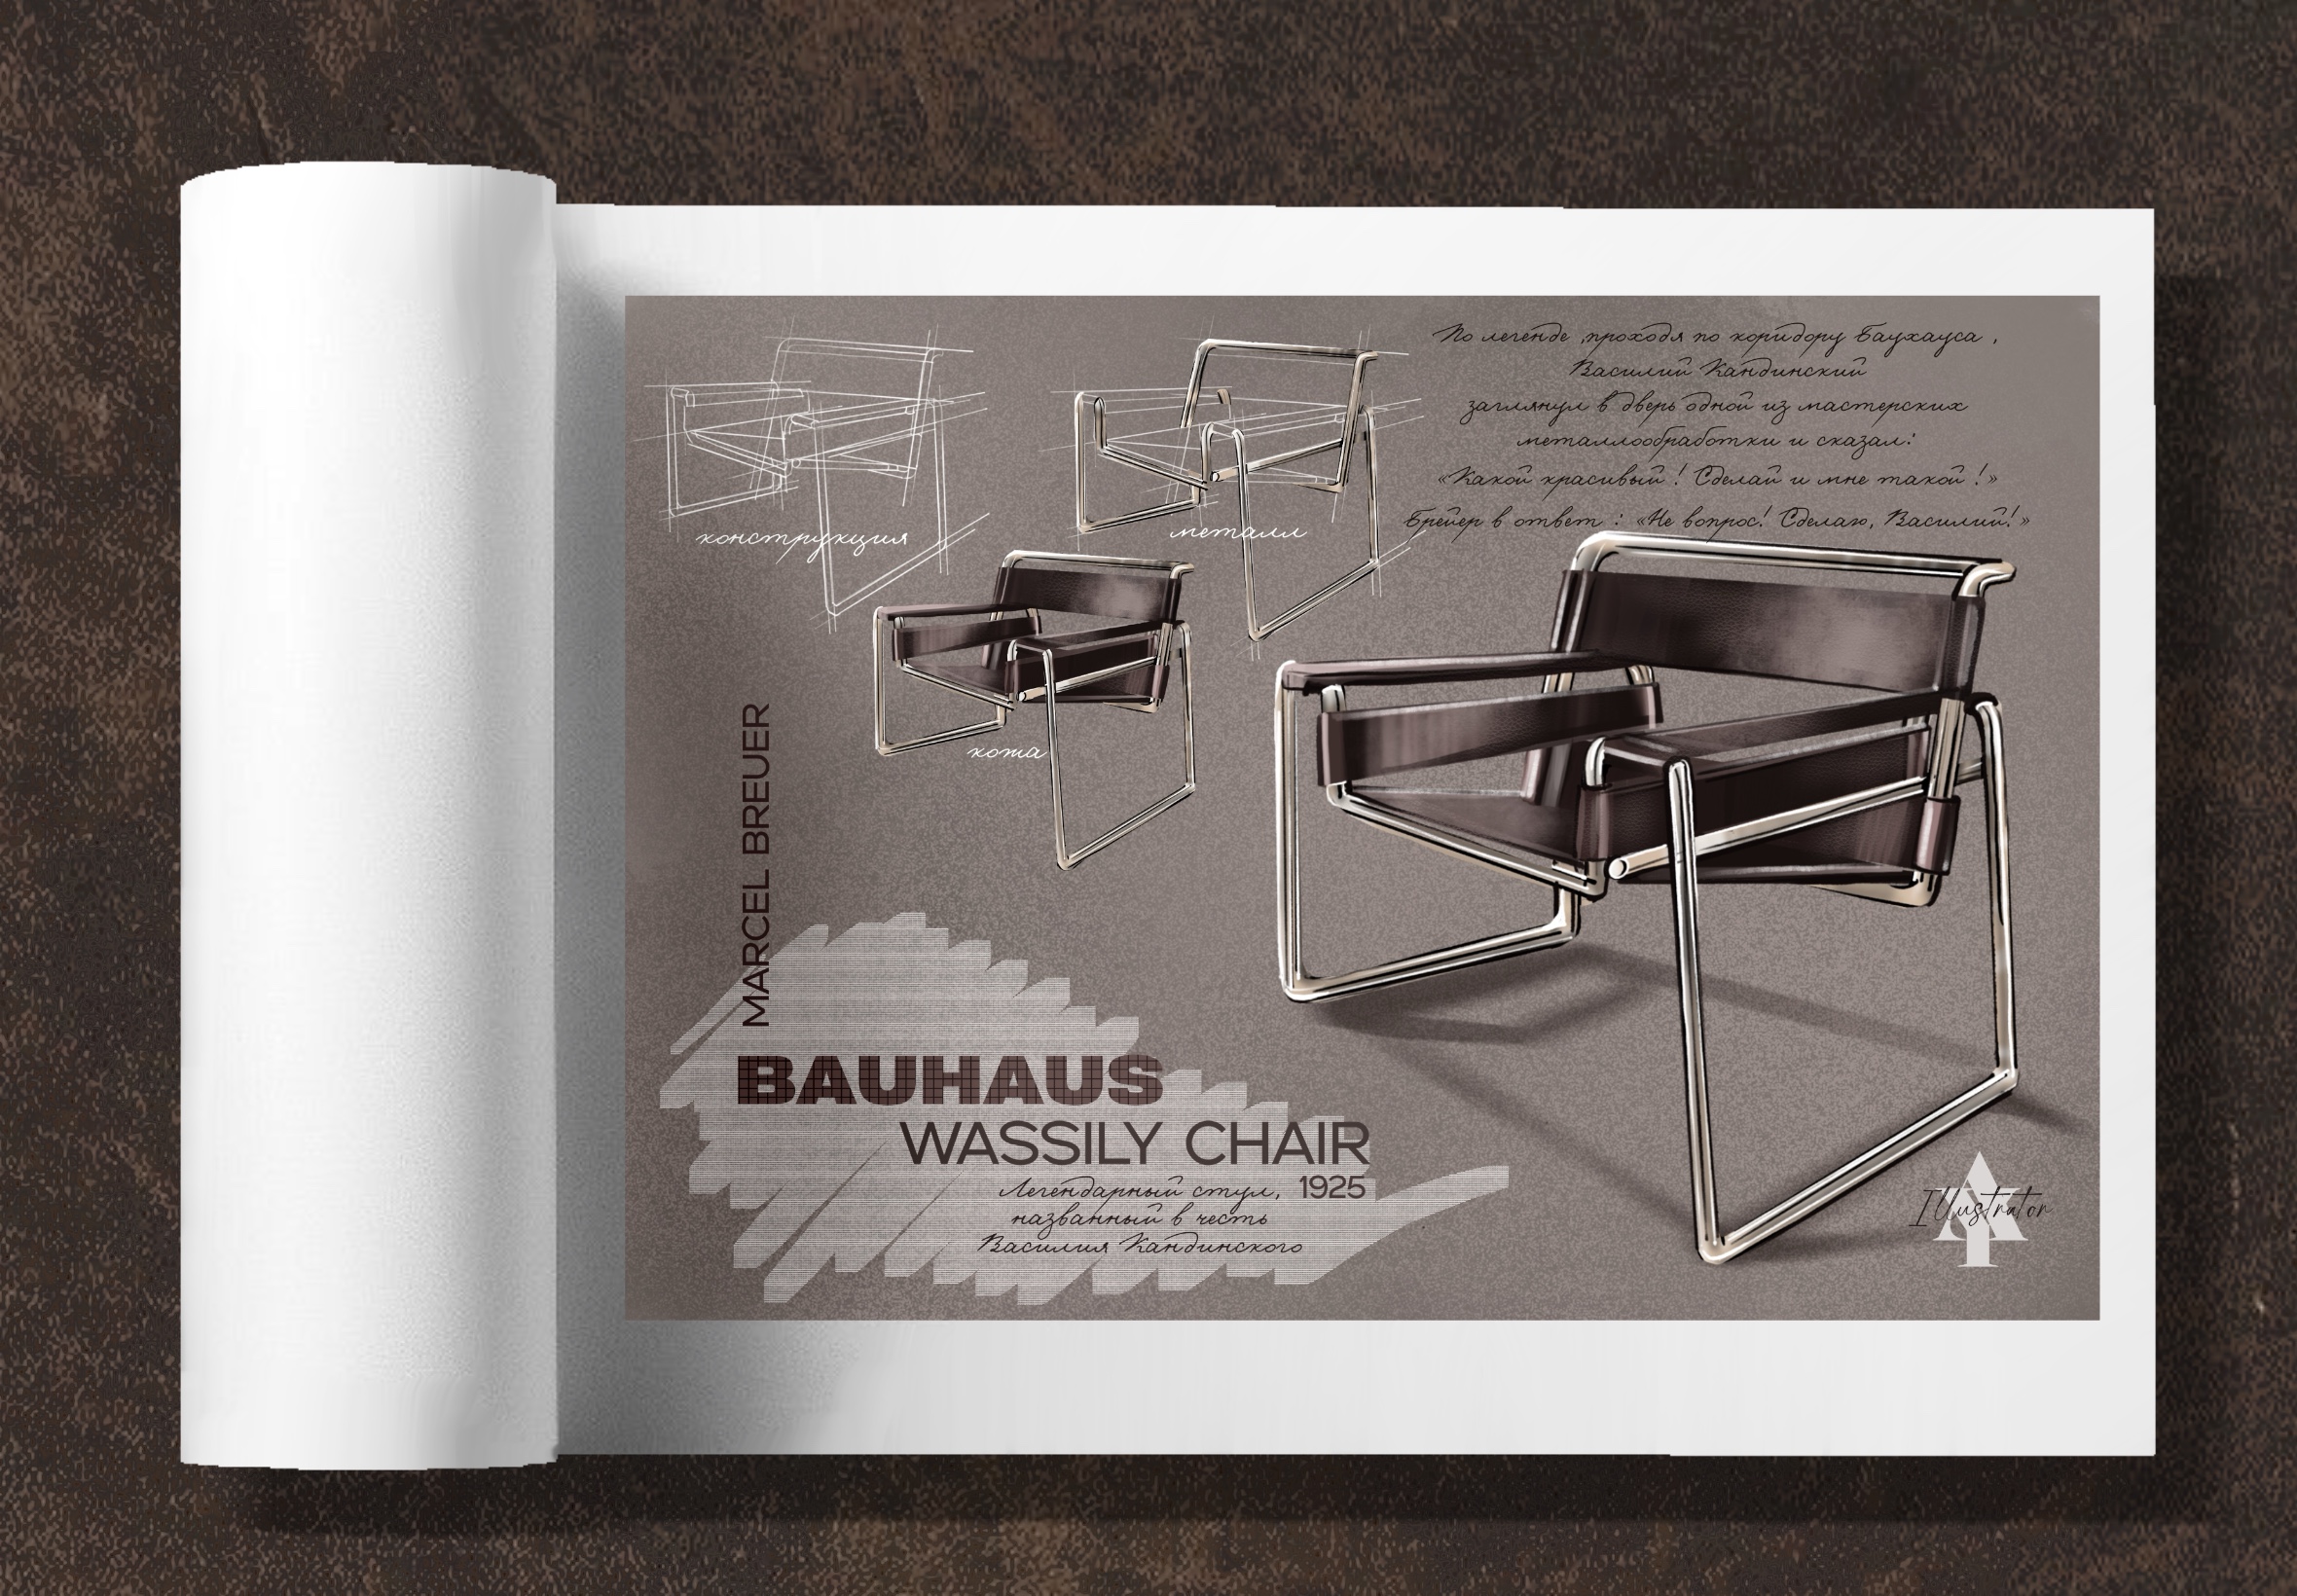 По легенде ,проходя по коридору Баухауса ,
Василий Кандинский
заглянул в дверь одной из мастерских
металлообработки и сказал:
«Какой красивый ! Сделай и мне такой !»
Брейер в ответ : «Не вопрос! Сделаю, Василий!»
конструкция
металл
кожа
MARCEL BREUER
BAUHAUS
WASSILY CHAIR
Легендарный стул, 1925
названный в честь
Василия Кандинского
Illustrator